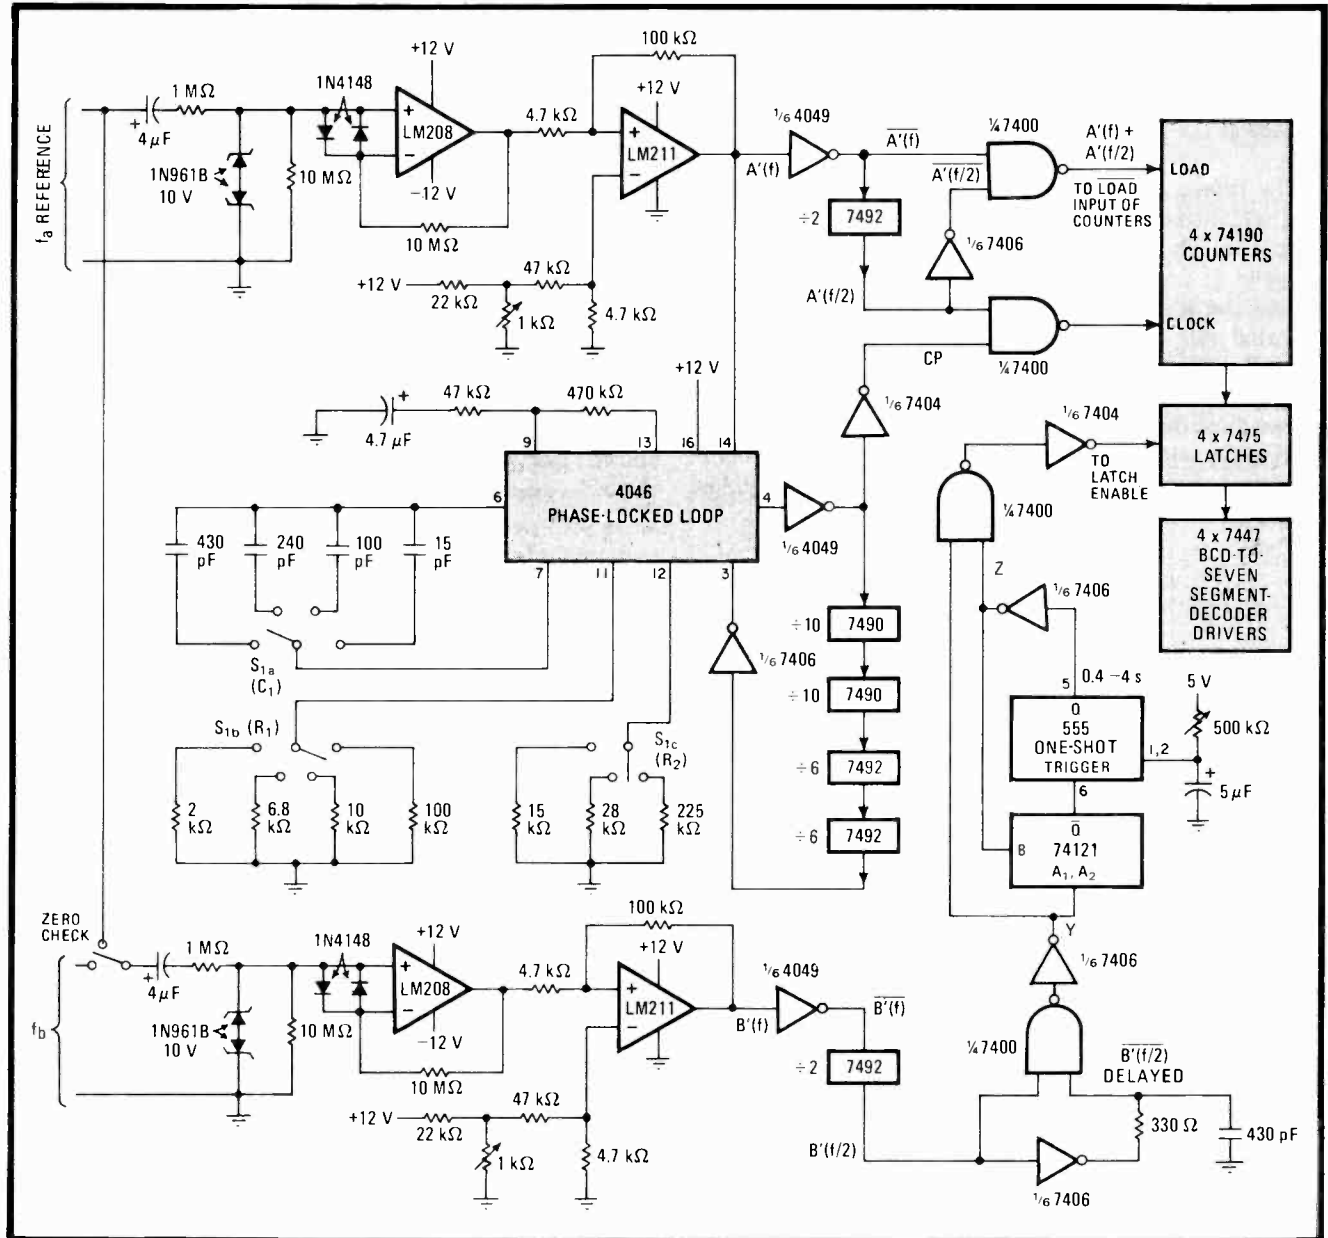 f_a REFERENCE
4 μF
+
1 MΩ
1N961B
10 V
10 MΩ
1N4148
+12 V
+
−
LM208
−12 V
10 MΩ
4.7 kΩ
100 kΩ
+12 V
+
−
LM211
+12 V
22 kΩ
47 kΩ
1 kΩ
4.7 kΩ
A'(f)
1/6 4049
A̅'̅(̅f̅)̅
÷2
7492
A'(f/2)
A̅'̅(̅f̅/̅2̅)̅
1/6 7406
1/4 7400
A'(f) +
A'(f/2)
TO L̅O̅A̅D̅
INPUT OF
COUNTERS
LOAD
4 x 74190
COUNTERS
CLOCK
CP
1/4 7400
1/6 7404
+
4.7 μF
47 kΩ
470 kΩ
+12 V
9
13
16
14
6
4046
PHASE-LOCKED LOOP
4
7
11
12
3
1/6 4049
430
pF
240
pF
100
pF
15
pF
S1a
(C1)
S1b (R1)
S1c
(R2)
2
kΩ
6.8
kΩ
10
kΩ
100
kΩ
15
kΩ
28
kΩ
225
kΩ
1/6 7406
÷10
7490
÷10
7490
÷6
7492
÷6
7492
1/6 7404
TO
LATCH
ENABLE
4 x 7475
LATCHES
1/4 7400
4 x 7447
BCD-TO-
SEVEN
SEGMENT-
DECODER
DRIVERS
Z
1/6 7406
5
0.4 – 4 s
Q
555
ONE-SHOT
TRIGGER
1,2
6
5 V
500 kΩ
+
5 μF
Q̅
74121
A1, A2
B
Y
1/6 7406
1/4 7400
B̅'̅(̅f̅/̅2̅)̅
DELAYED
330 Ω
430 pF
1/6 7406
ZERO
CHECK
f_b
4 μF
+
1 MΩ
1N961B
10 V
10 MΩ
1N4148
+12 V
+
−
LM208
−12 V
10 MΩ
4.7 kΩ
100 kΩ
+12 V
+
−
LM211
+12 V
22 kΩ
47 kΩ
1 kΩ
4.7 kΩ
B'(f)
1/6 4049
B̅'̅(̅f̅)̅
÷2
7492
B'(f/2)